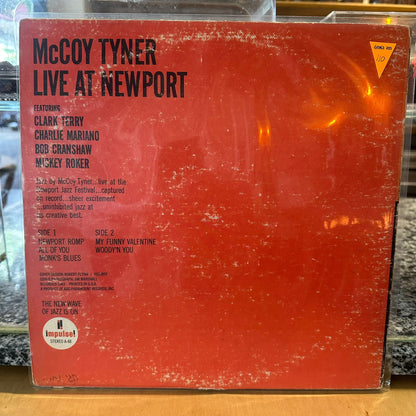 McCOY TYNER
LIVE AT NEWPORT
FEATURING
CLARK TERRY
CHARLIE MARIANO
BOB CRANSHAW
MICKEY ROKER
Jazz by McCoy Tyner...live at the
Newport Jazz Festival...captured
on record...sheer excitement
uninhibited jazz at
its creative best.
SIDE 1
NEWPORT ROMP
ALL OF YOU
MONK'S BLUES
SIDE 2
MY FUNNY VALENTINE
WOODY'N YOU
THE NEW WAVE
OF JAZZ IS ON
impulse!
STEREO A-48